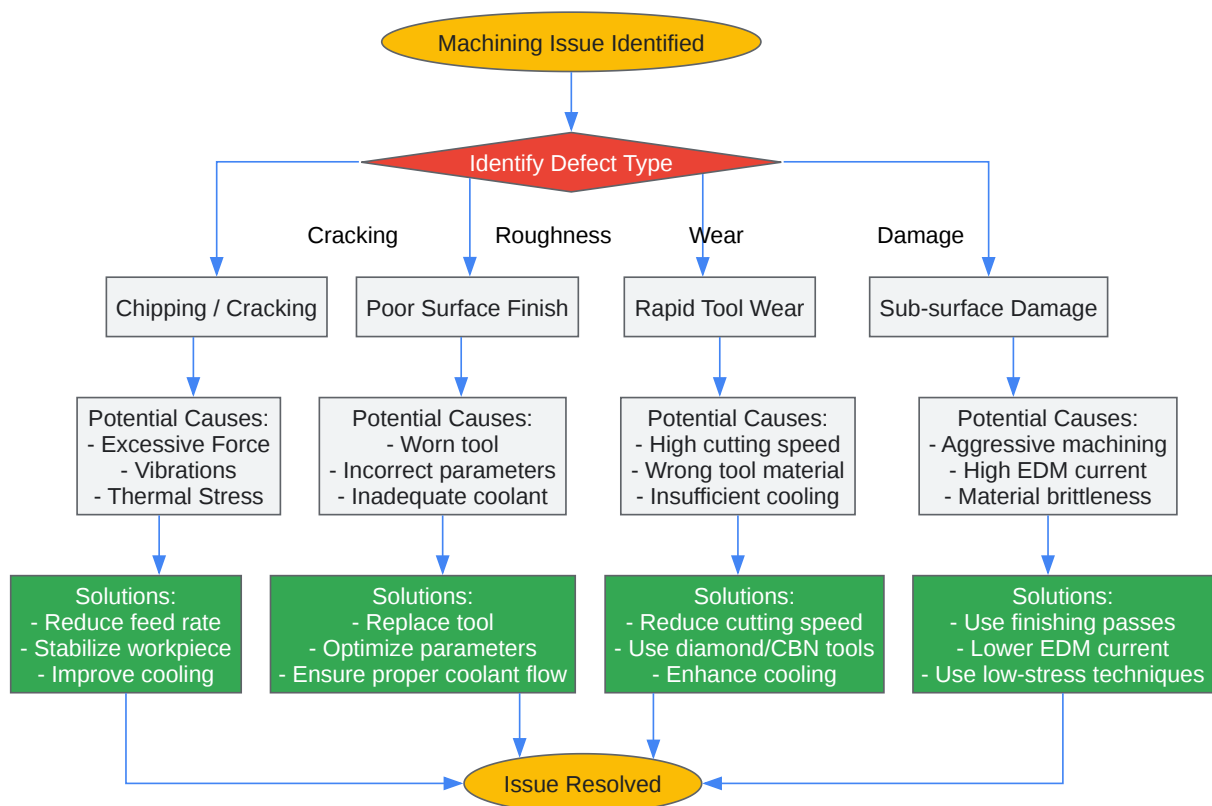 Machining Issue Identified
Identify Defect Type
Cracking
Roughness
Wear
Damage
Chipping / Cracking
Poor Surface Finish
Rapid Tool Wear
Sub-surface Damage
Potential Causes:
- Excessive Force
- Vibrations
- Thermal Stress
Potential Causes:
- Worn tool
- Incorrect parameters
- Inadequate coolant
Potential Causes:
- High cutting speed
- Wrong tool material
- Insufficient cooling
Potential Causes:
- Aggressive machining
- High EDM current
- Material brittleness
Solutions:
- Reduce feed rate
- Stabilize workpiece
- Improve cooling
Solutions:
- Replace tool
- Optimize parameters
- Ensure proper coolant flow
Solutions:
- Reduce cutting speed
- Use diamond/CBN tools
- Enhance cooling
Solutions:
- Use finishing passes
- Lower EDM current
- Use low-stress techniques
Issue Resolved